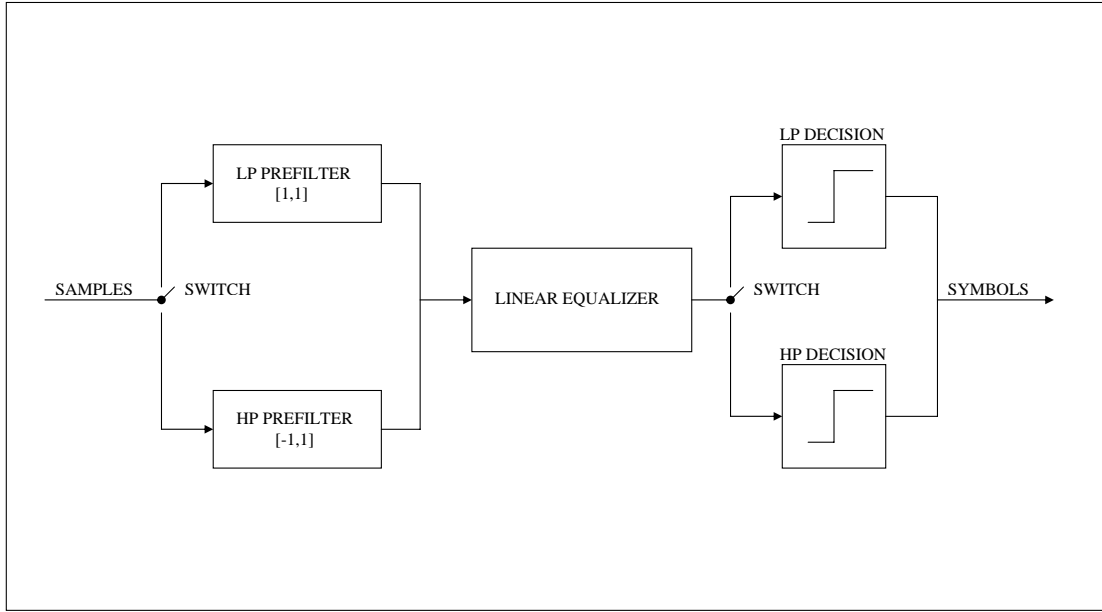 LP DECISION
LP PREFILTER
[1,1]
SAMPLES
SWITCH
LINEAR EQUALIZER
SWITCH
SYMBOLS
HP DECISION
HP PREFILTER
[-1,1]